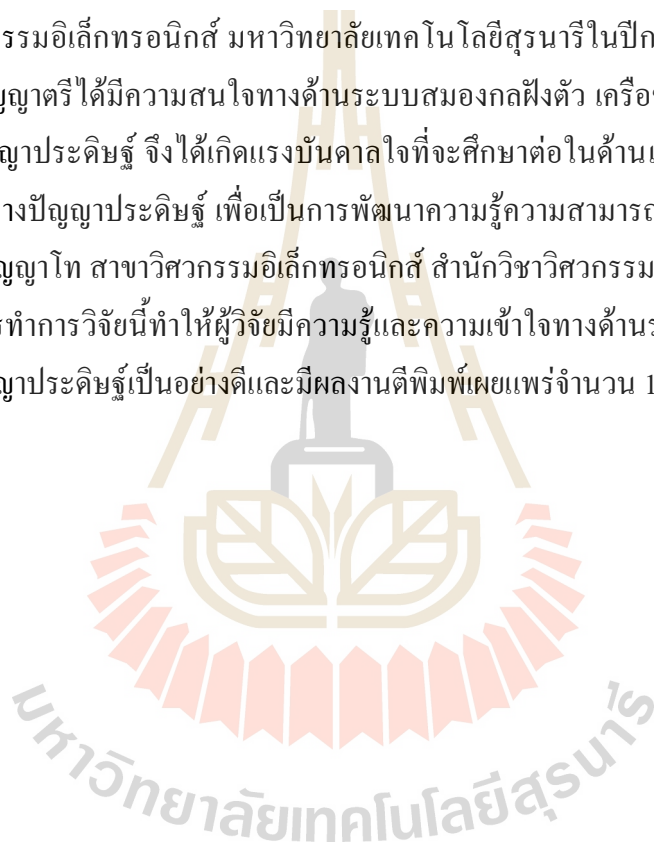 รรมอิเล็กทรอนิกส์ มหาวิทยาลัยเทคโนโลยีสุรนารีในปีก
ญาตรีได้มีความสนใจทางด้านระบบสมองกลฝังตัว เครือ
ญาประดิษฐ์ จึงได้เกิดแรงบันดาลใจที่จะศึกษาต่อในด้าน
างปัญญาประดิษฐ์ เพื่อเป็นการพัฒนาความรู้ความสามารถ
ญญาโท สาขาวิศวกรรมอิเล็กทรอนิกส์ สำนักวิชาวิศวกรรม
รทำการวิจัยนี้ทำให้ผู้วิจัยมีความรู้และความเข้าใจทางด้าน
ญาประดิษฐ์เป็นอย่างดีและมีผลงานตีพิมพ์เผยแพร่จำนวน 1
มหาวิทยาลัยเทคโนโลยีสุรนารี